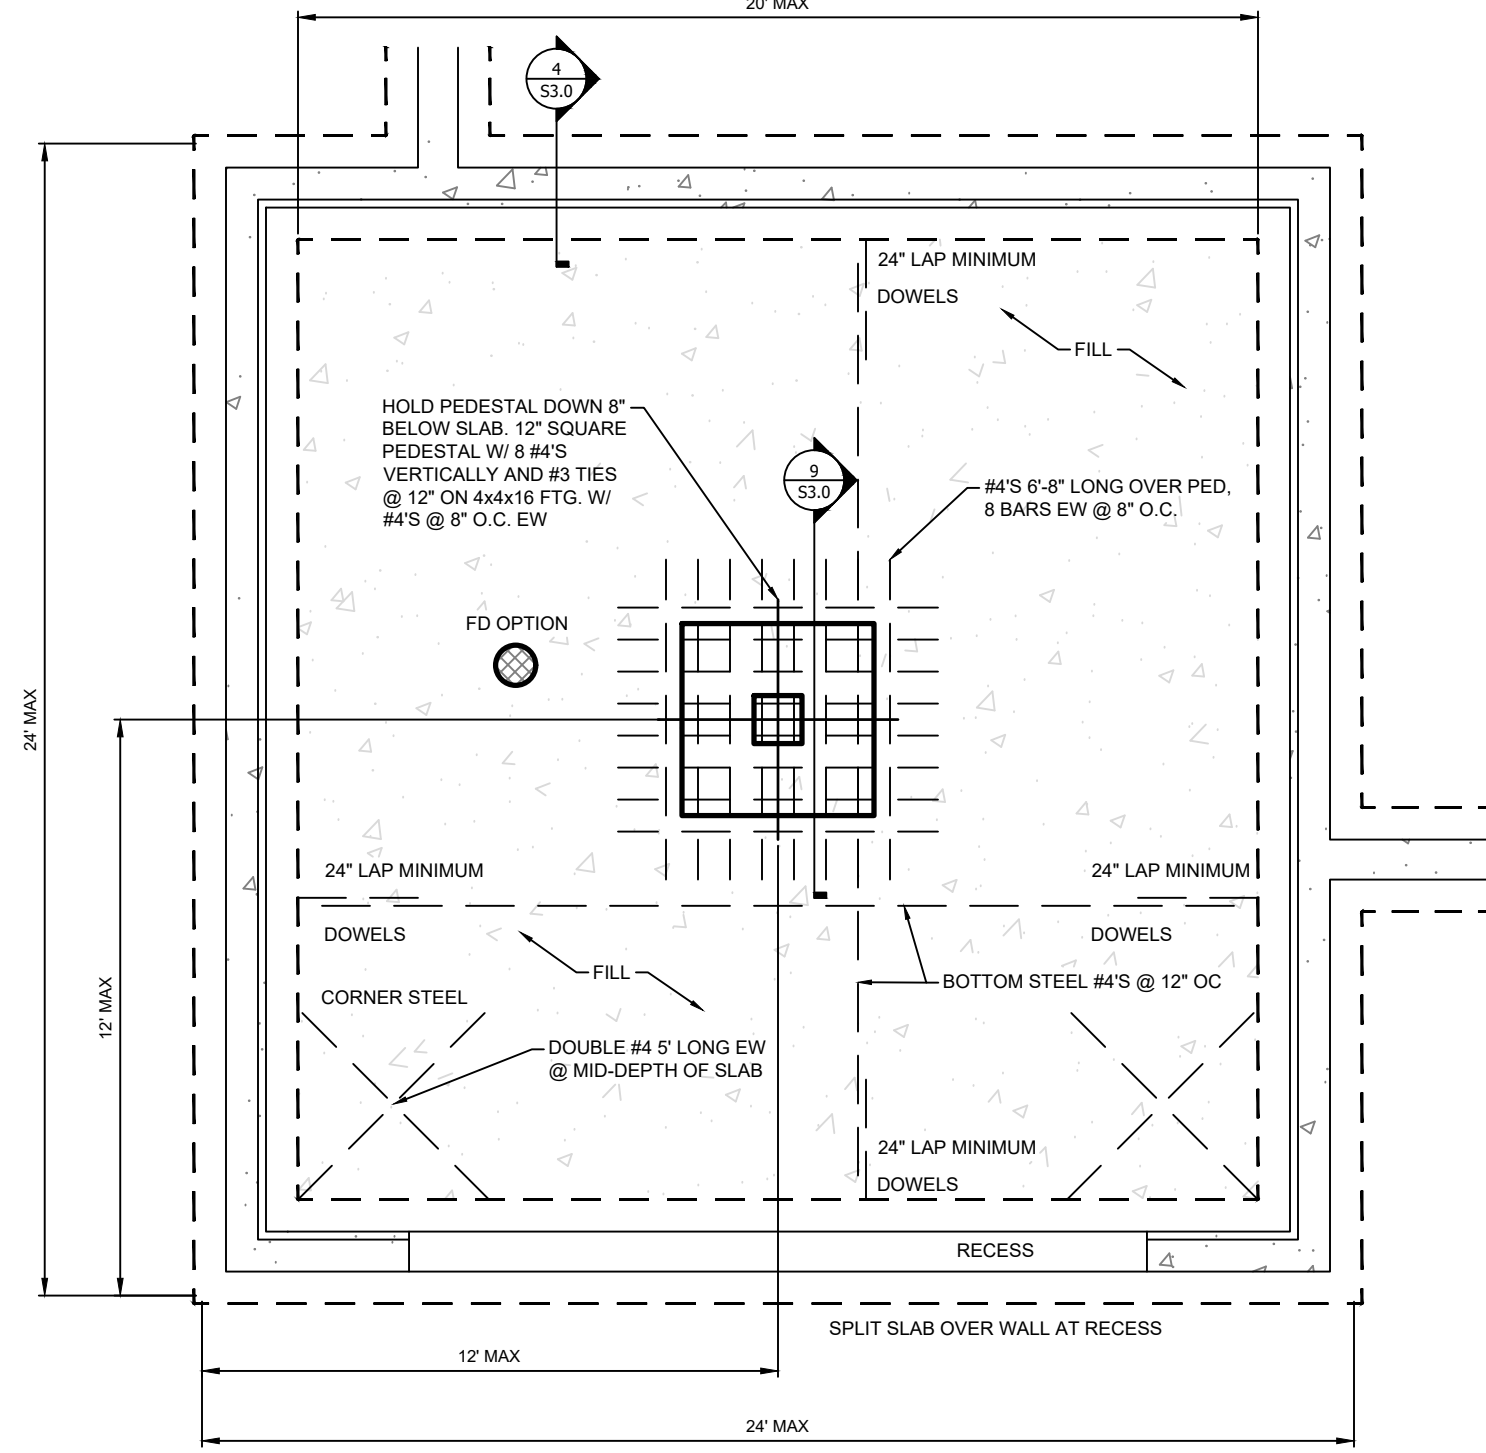 20' MAX
4
S3.0
24" LAP MINIMUM
DOWELS
FILL
HOLD PEDESTAL DOWN 8"
BELOW SLAB. 12" SQUARE
PEDESTAL W/ 8 #4'S
VERTICALLY AND #3 TIES
@ 12" ON 4x4x16 FTG. W/
#4'S @ 8" O.C. EW
9
S3.0
#4'S 6'-8" LONG OVER PED,
8 BARS EW @ 8" O.C.
FD OPTION
24' MAX
24" LAP MINIMUM
24" LAP MINIMUM
DOWELS
DOWELS
FILL
BOTTOM STEEL #4'S @ 12" OC
CORNER STEEL
12' MAX
DOUBLE #4 5' LONG EW
@ MID-DEPTH OF SLAB
24" LAP MINIMUM
DOWELS
RECESS
SPLIT SLAB OVER WALL AT RECESS
12' MAX
24' MAX